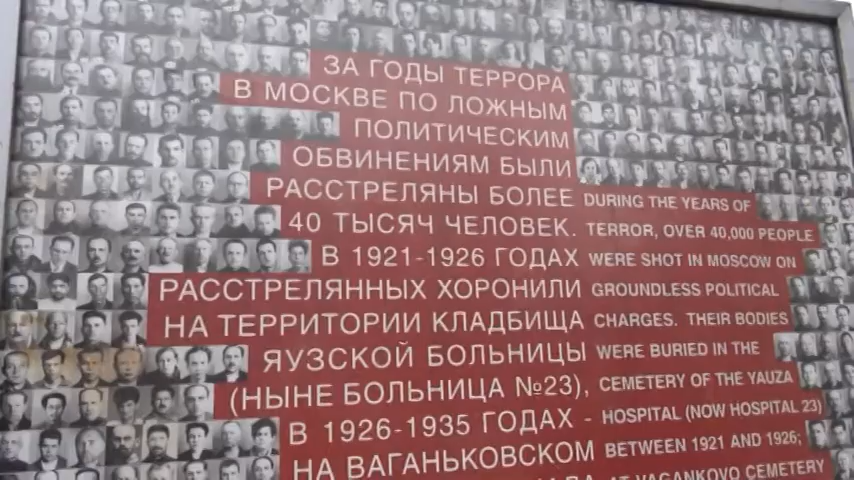 ЗА ГОДЫ ТЕРРОРА
В МОСКВЕ ПО ЛОЖНЫМ
ПОЛИТИЧЕСКИМ
ОБВИНЕНИЯМ БЫЛИ
РАССТРЕЛЯНЫ БОЛЕЕ
40 ТЫСЯЧ ЧЕЛОВЕК.
В 1921-1926 ГОДАХ
РАССТРЕЛЯННЫХ ХОРОНИЛИ
НА ТЕРРИТОРИИ КЛАДБИЩА
ЯУЗСКОЙ БОЛЬНИЦЫ
(НЫНЕ БОЛЬНИЦА №23),
В 1926-1935 ГОДАХ -
НА ВАГАНЬКОВСКОМ
DURING THE YEARS OF
TERROR, OVER 40,000 PEOPLE
WERE SHOT IN MOSCOW ON
GROUNDLESS POLITICAL
CHARGES. THEIR BODIES
WERE BURIED IN THE
CEMETERY OF THE YAUZA
HOSPITAL (NOW HOSPITAL 23)
BETWEEN 1921 AND 1926;
AT VAGANKOVO CEMETERY